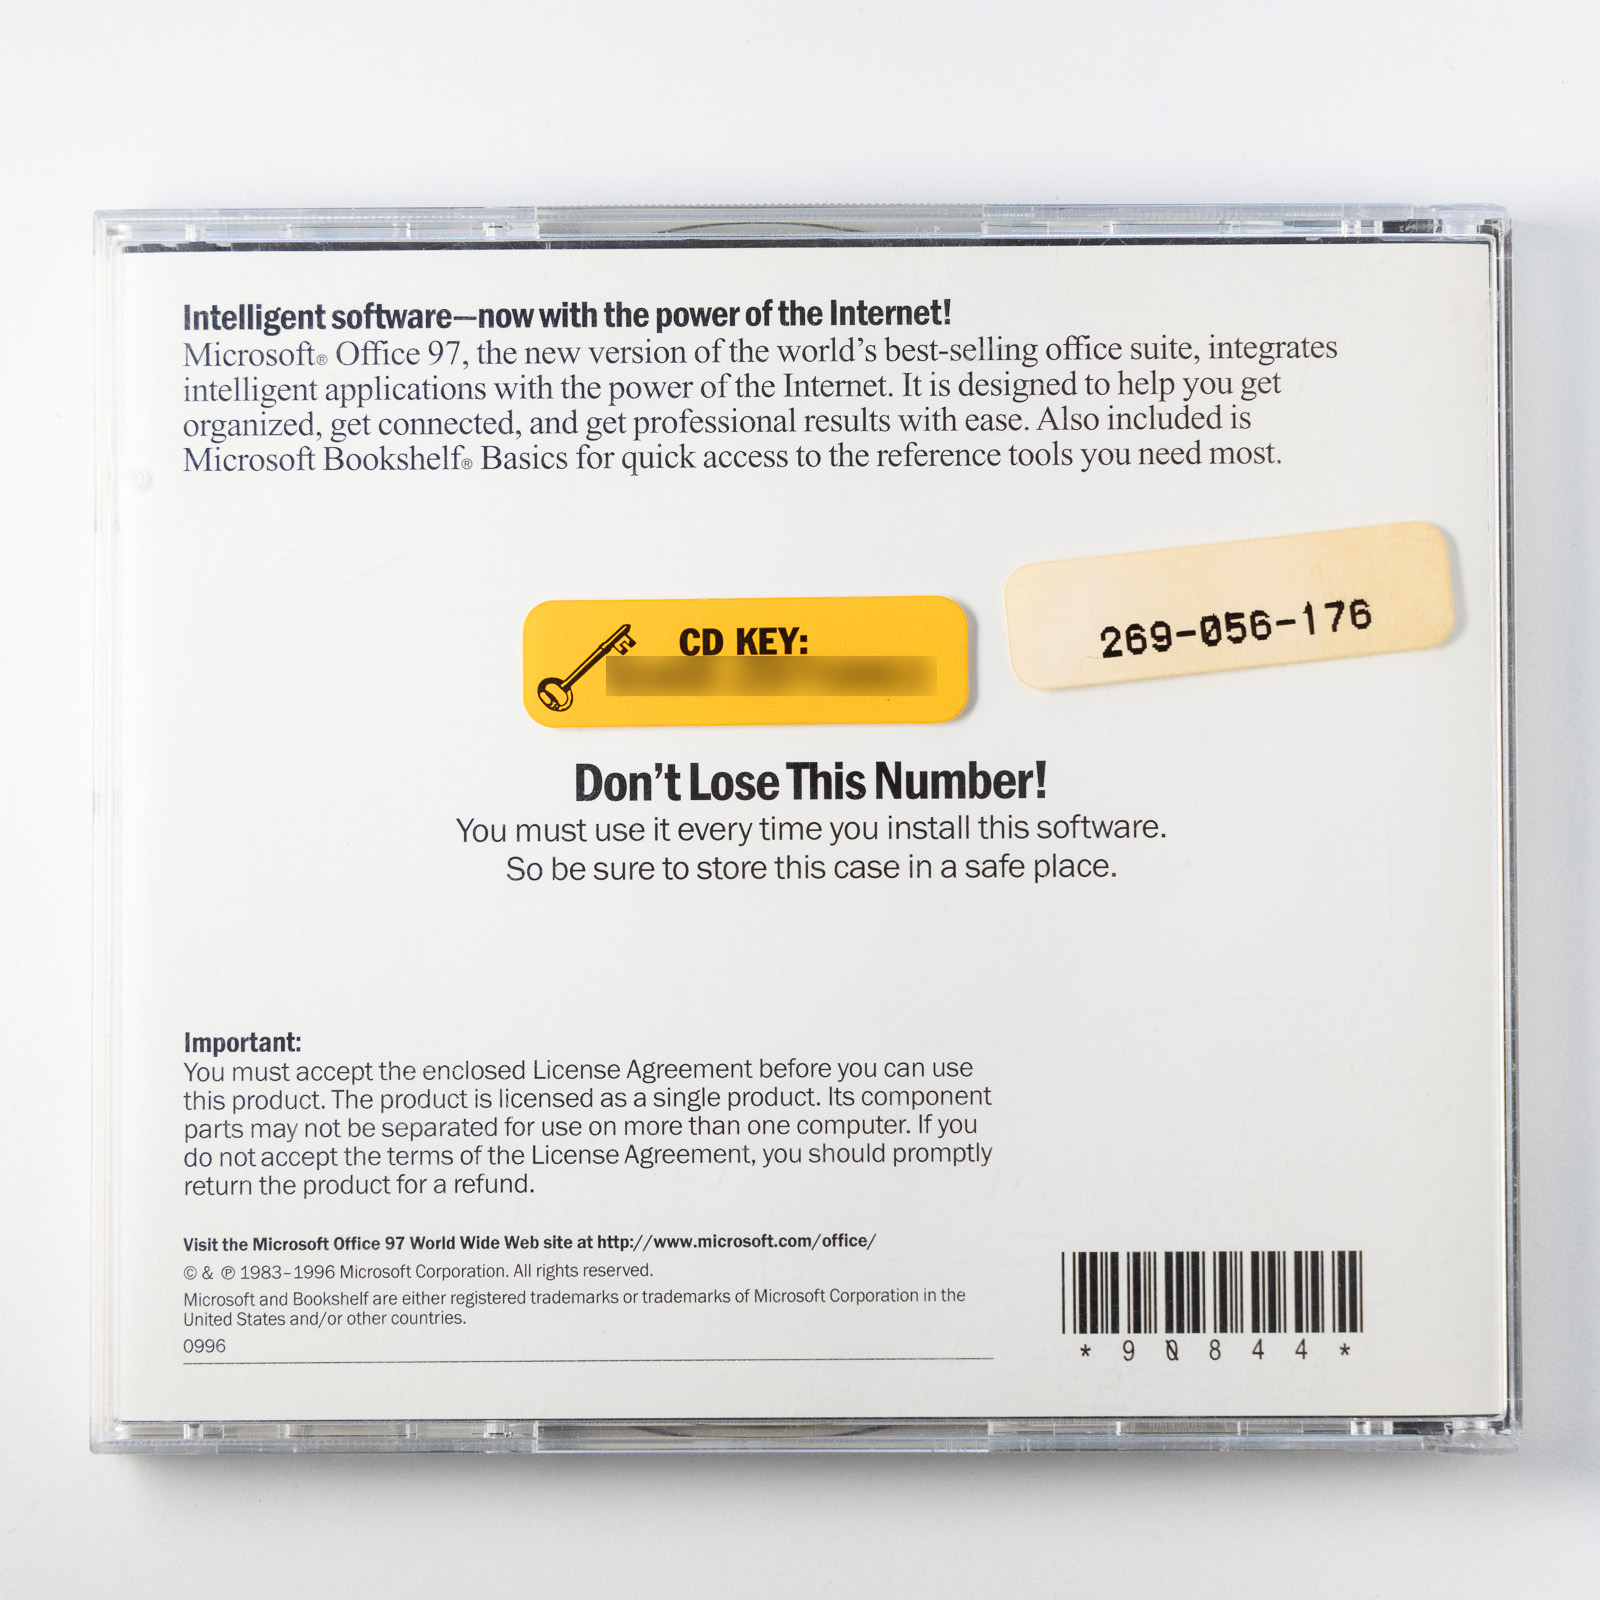 Intelligent software—now with the power of the Internet!
Microsoft® Office 97, the new version of the world's best-selling office suite, integrates
intelligent applications with the power of the Internet. It is designed to help you get
organized, get connected, and get professional results with ease. Also included is
Microsoft Bookshelf® Basics for quick access to the reference tools you need most.
CD KEY:
269-056-176
Don't Lose This Number!
You must use it every time you install this software.
So be sure to store this case in a safe place.
Important:
You must accept the enclosed License Agreement before you can use
this product. The product is licensed as a single product. Its component
parts may not be separated for use on more than one computer. If you
do not accept the terms of the License Agreement, you should promptly
return the product for a refund.
Visit the Microsoft Office 97 World Wide Web site at http://www.microsoft.com/office/
© & ℗ 1983–1996 Microsoft Corporation. All rights reserved.
Microsoft and Bookshelf are either registered trademarks or trademarks of Microsoft Corporation in the
United States and/or other countries.
0996
*90844*